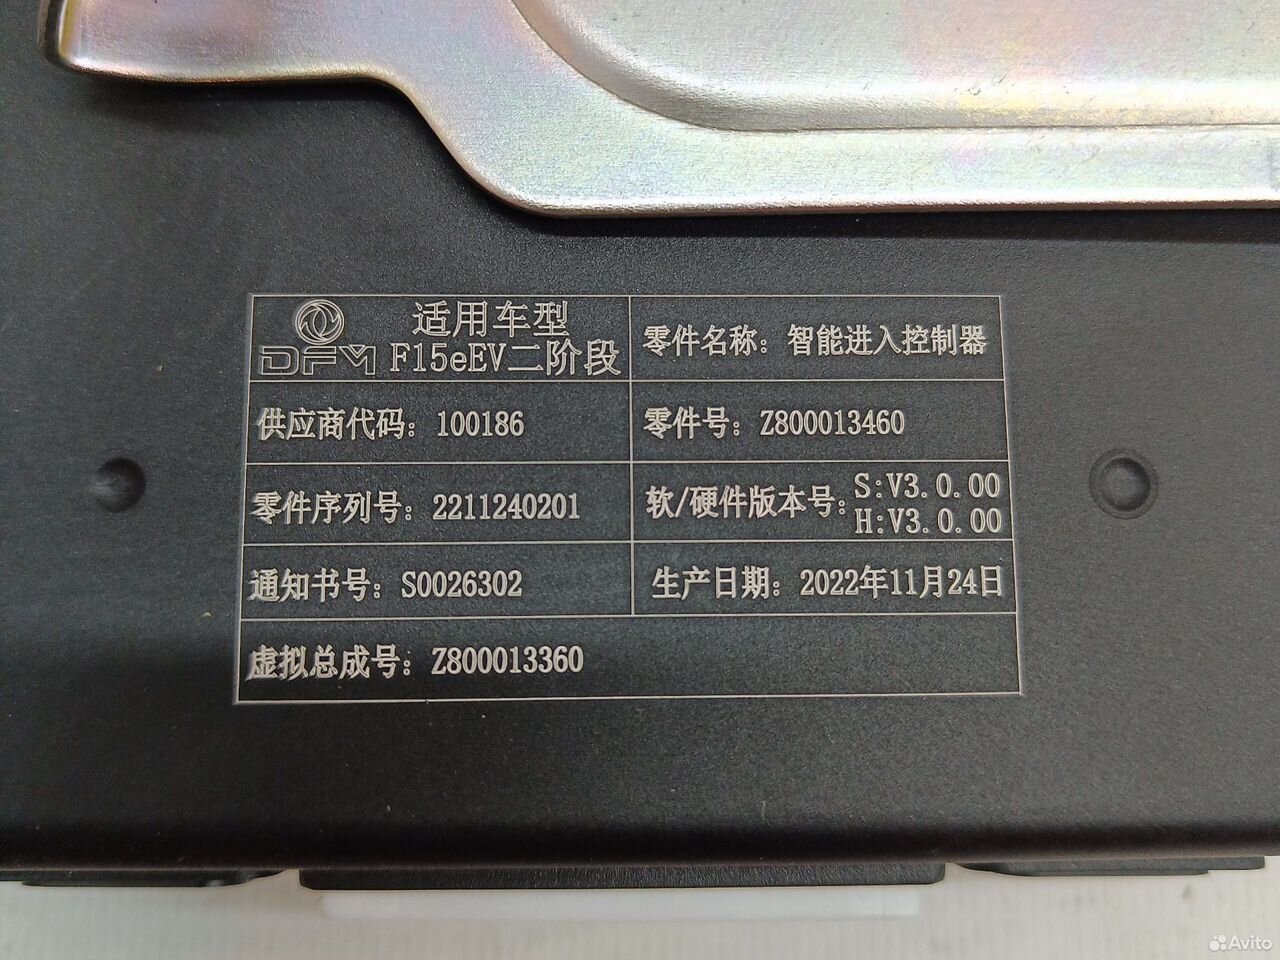 适用车型
DFM F15eEV二阶段
零件名称：智能进入控制器
供应商代码：100186
零件号：Z800013460
零件序列号：2211240201
软/硬件版本号：S:V3.0.00
H:V3.0.00
通知书号：S0026302
生产日期：2022年11月24日
虚拟总成号：Z800013360
Avito